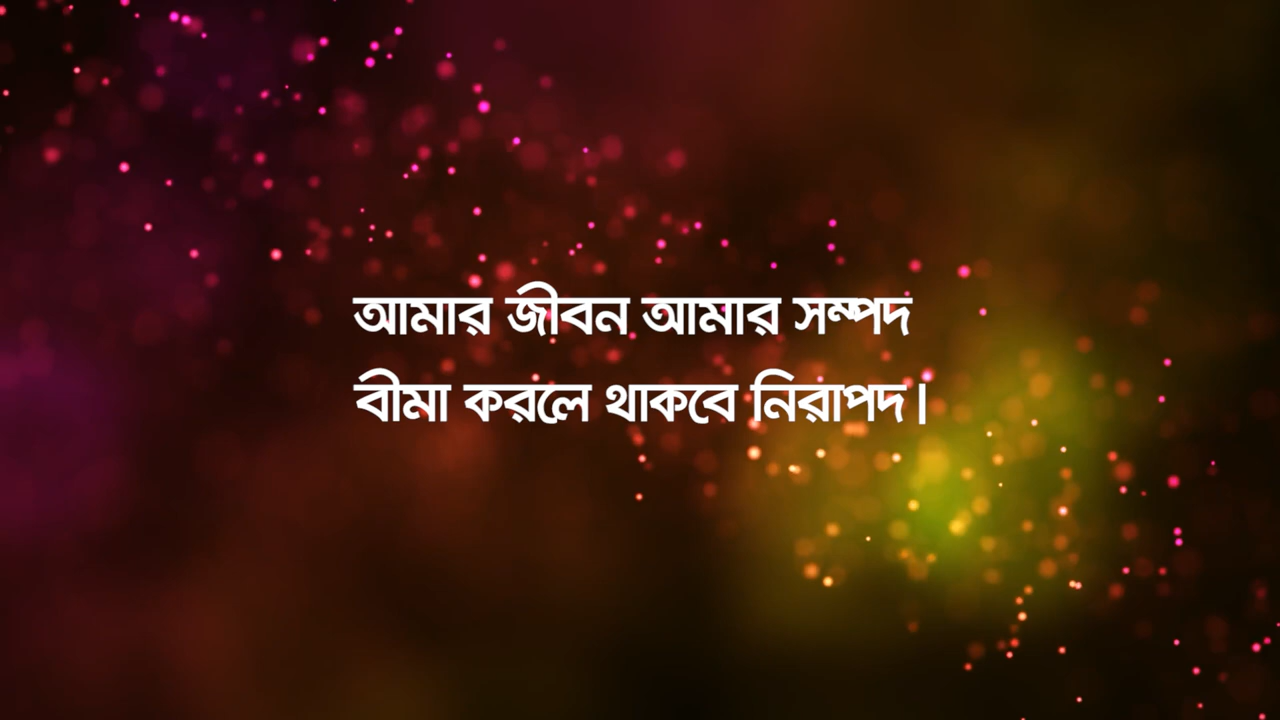 আমার জীবন আমার সম্পদ
বীমা করলে থাকবে নিরাপদ।